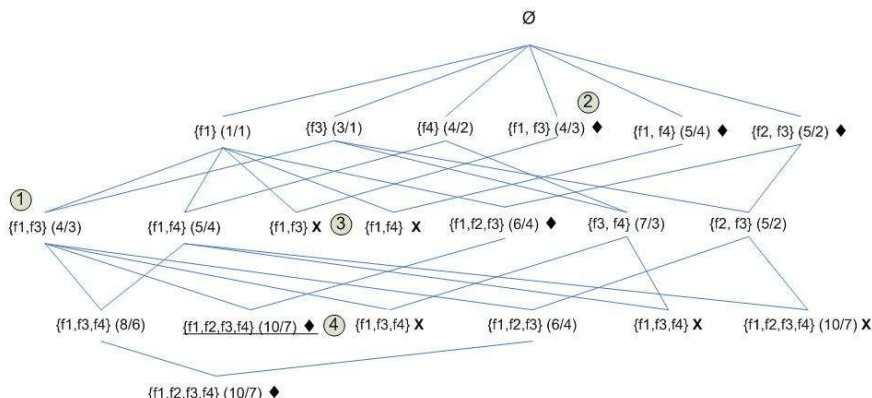 Ø
②
{f1} (1/1) {f3} (3/1) {f4} (4/2) {f1, f3} (4/3) ♦ {f1, f4} (5/4) ♦ {f2, f3} (5/2) ♦
①
{f1,f3} (4/3) {f1,f4} (5/4) {f1,f3} X ③ {f1,f4} X {f1,f2,f3} (6/4) ♦ {f3, f4} (7/3) {f2, f3} (5/2)
{f1,f3,f4} (8/6) {f1,f2,f3,f4} (10/7) ♦ ④ {f1,f3,f4} X {f1,f2,f3} (6/4) {f1,f3,f4} X {f1,f2,f3,f4} (10/7) X
{f1,f2,f3,f4} (10/7) ♦